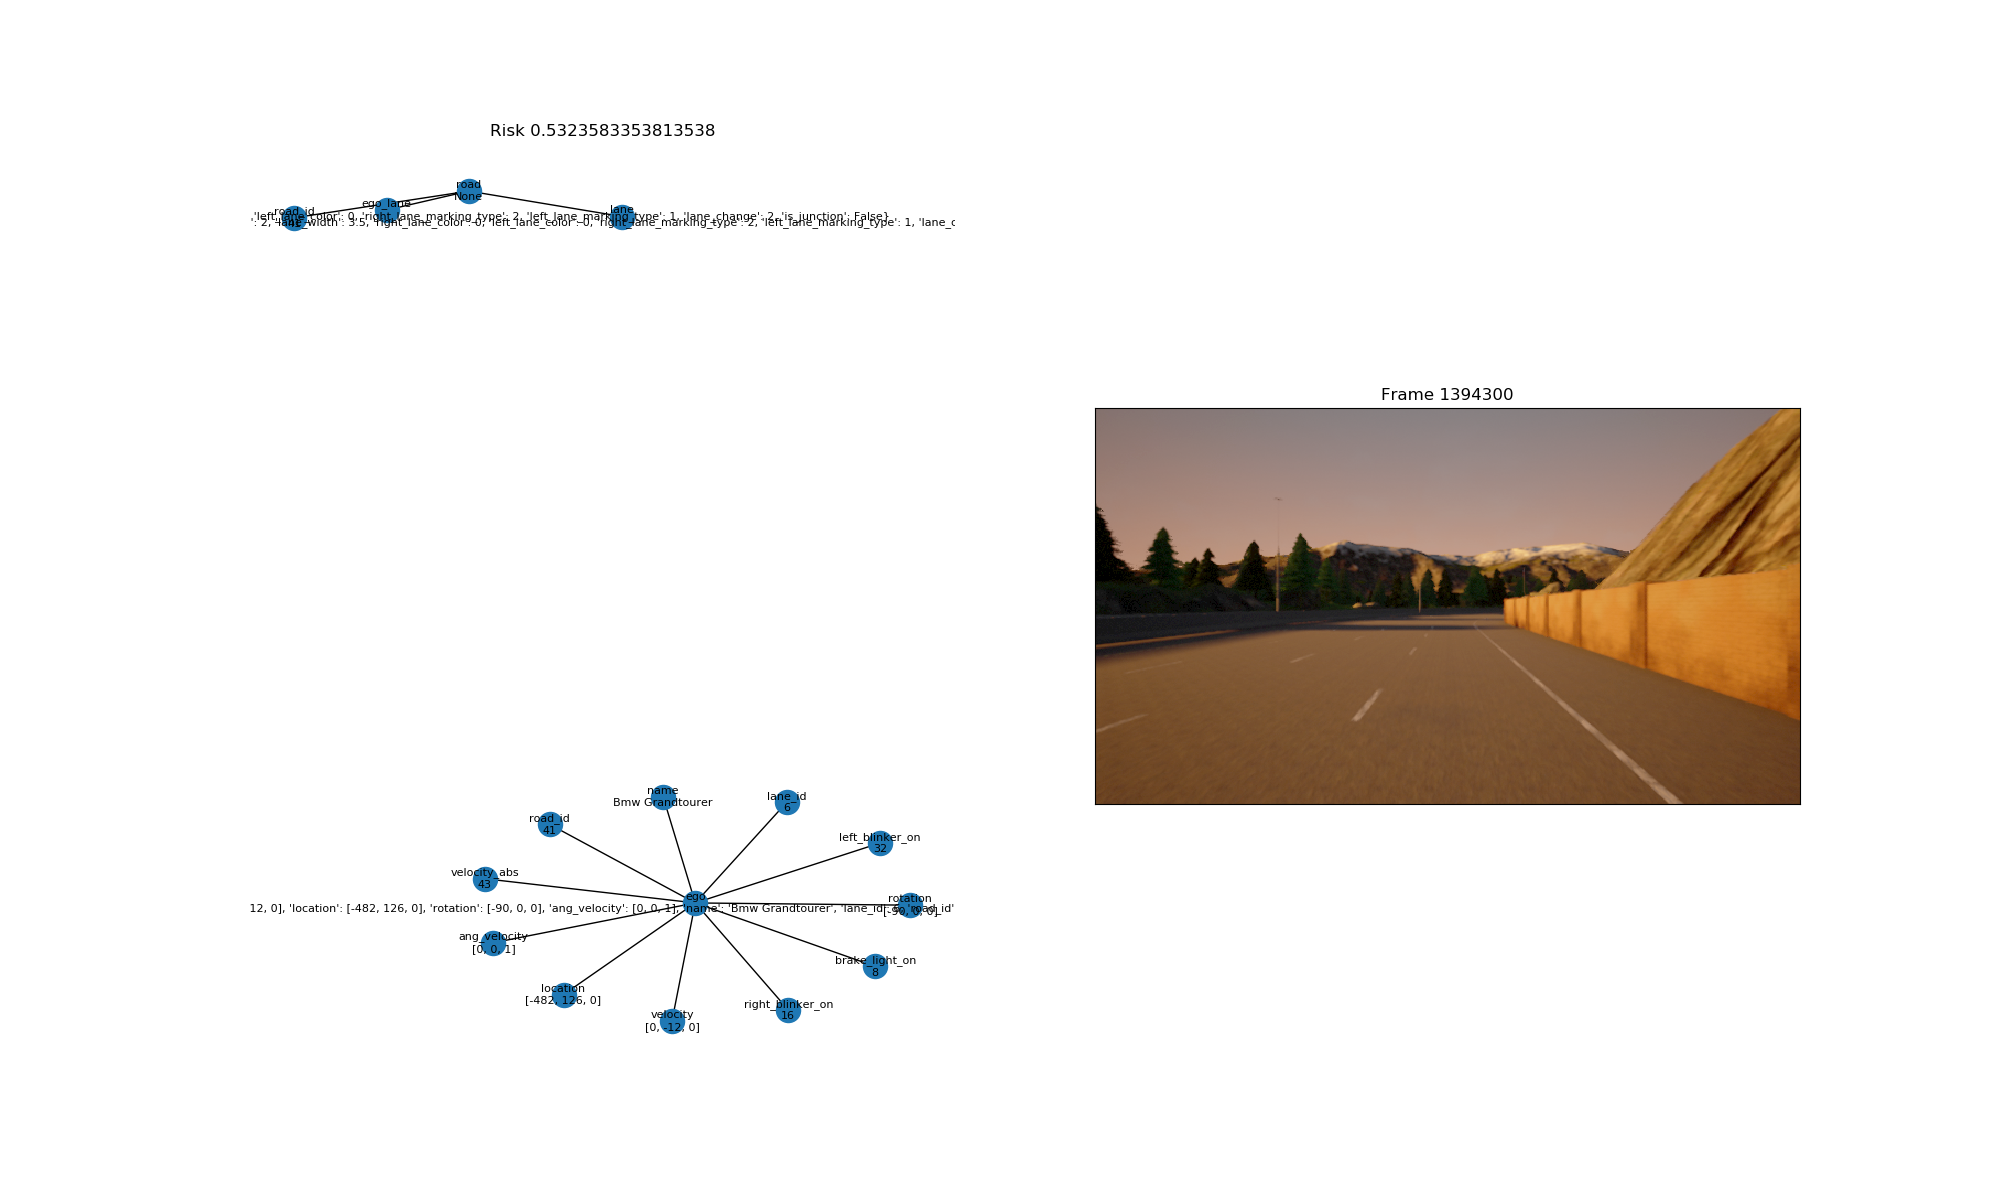 Risk 0.5323583353813538
road
None
ego_lane
road_id
41
lane
'left_lane_color': 0, 'right_lane_marking_type': 2, 'left_lane_marking_type': 1, 'lane_change': 2, 'is_junction': False}
': 2, 'lane_width': 3.5, 'right_lane_color': 0, 'left_lane_color': 0, 'right_lane_marking_type': 2, 'left_lane_marking_type': 1, 'lane_c
Frame 1394300
name
Bmw Grandtourer
lane_id
6
road_id
41
left_blinker_on
32
velocity_abs
43
ego
12, 0], 'location': [-482, 126, 0], 'rotation': [-90, 0, 0], 'ang_velocity': [0, 0, 1], 'name': 'Bmw Grandtourer', 'lane_id': 6, 'road_id'
rotation
[-90, 0, 0]
ang_velocity
[0, 0, 1]
brake_light_on
8
location
[-482, 126, 0]
right_blinker_on
16
velocity
[0, -12, 0]